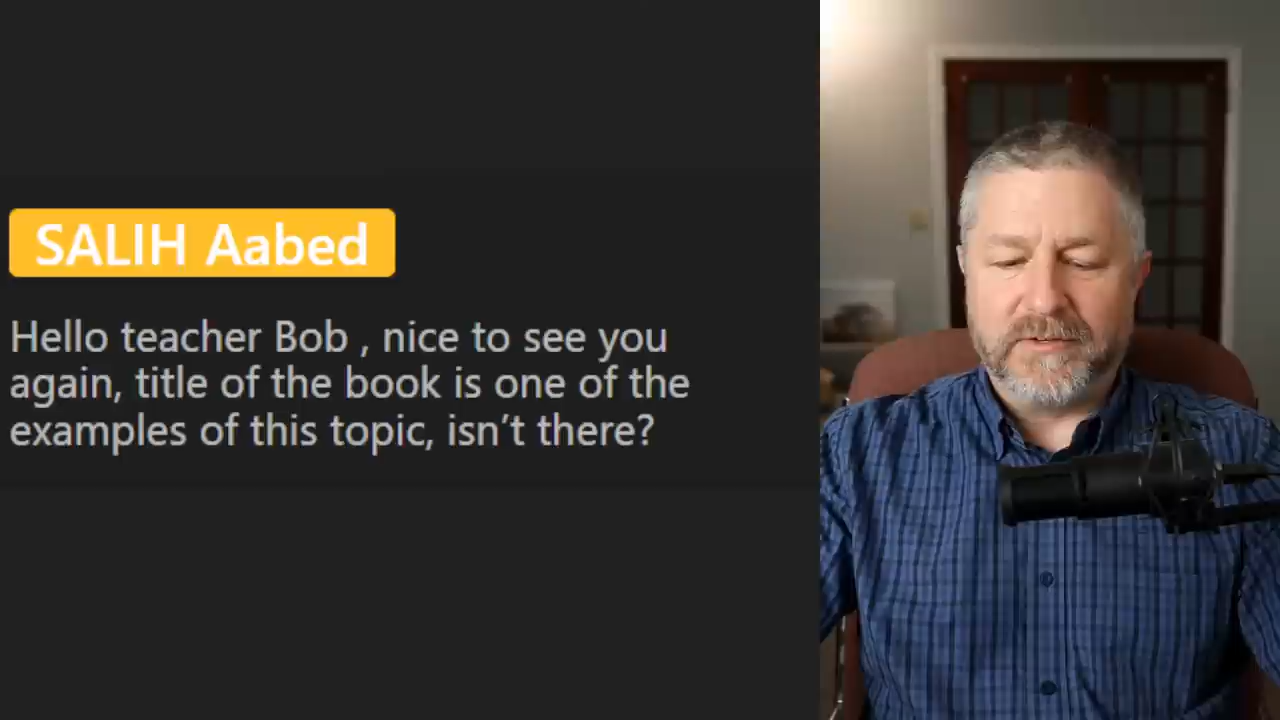 SALIH Aabed
Hello teacher Bob , nice to see you
again, title of the book is one of the
examples of this topic, isn’t there?